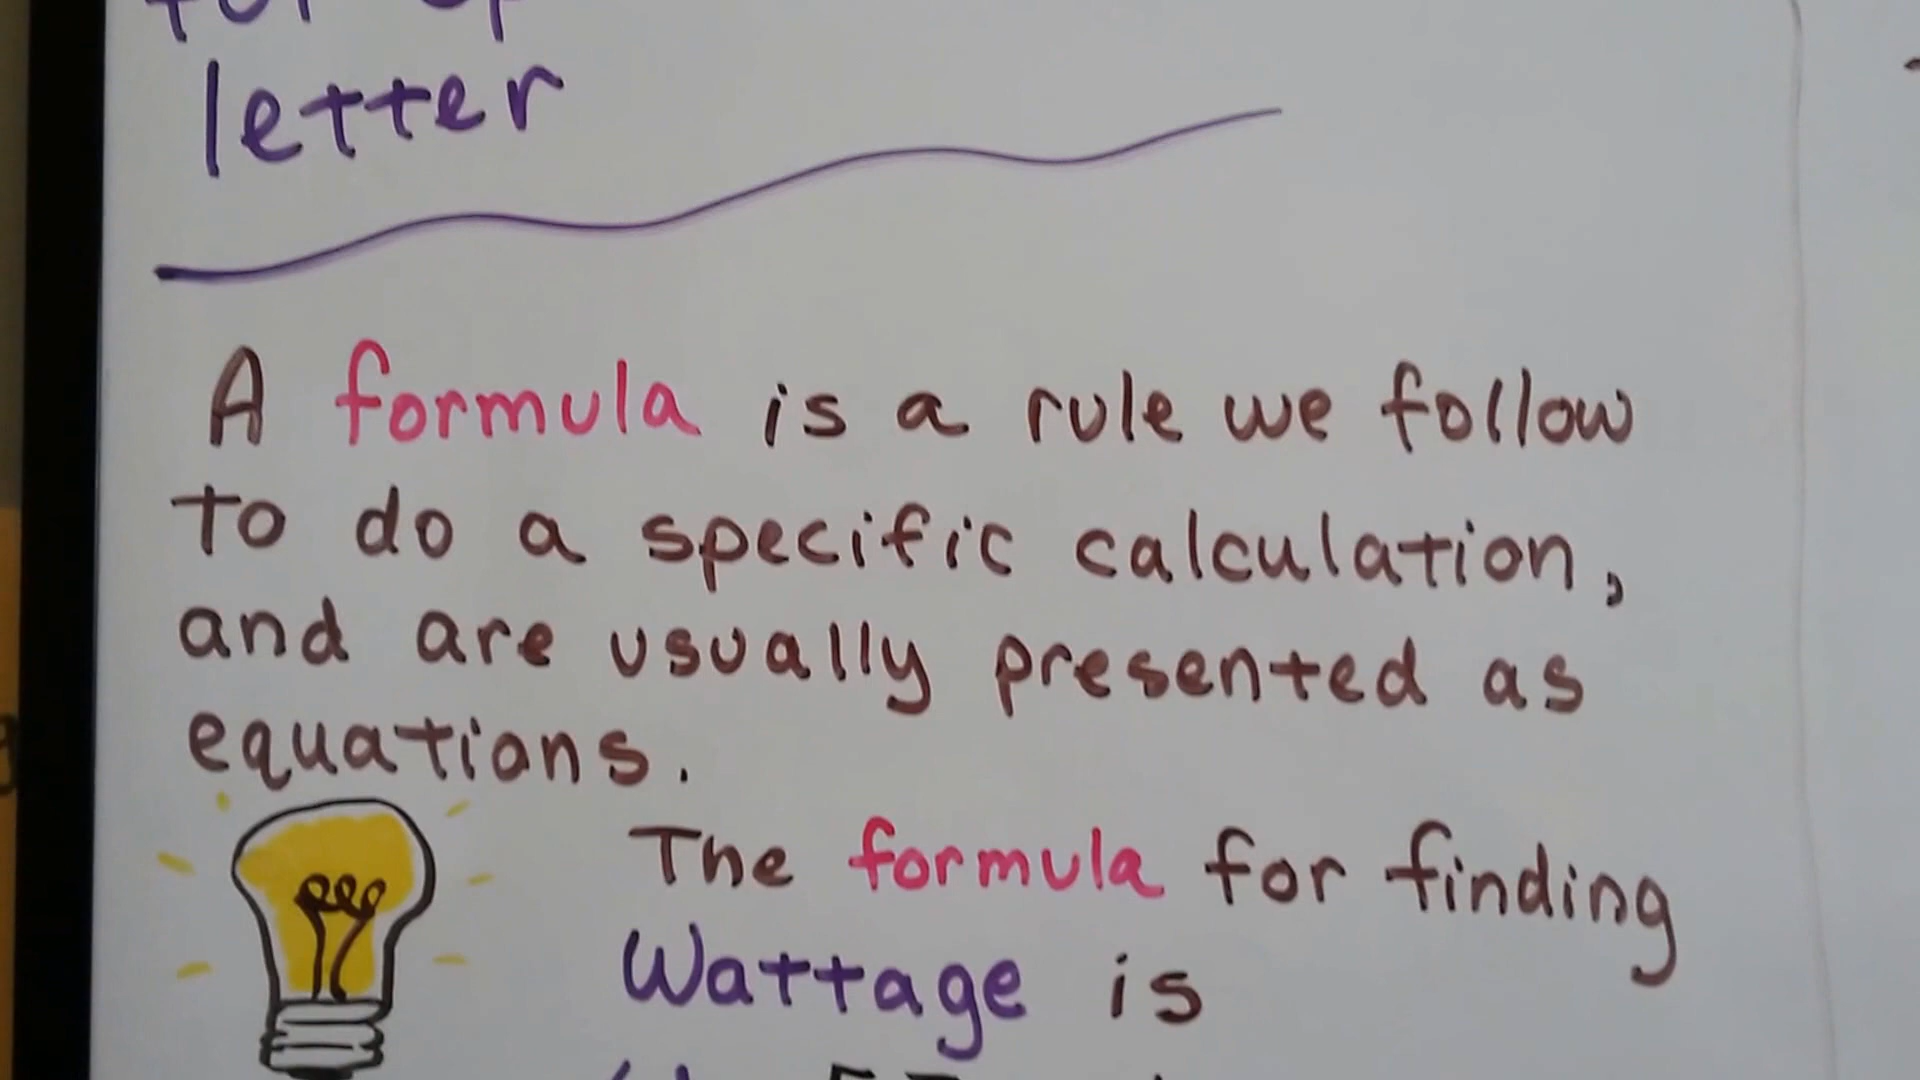 letter
A formula is a rule we follow
to do a specific calculation,
and are usually presented as
equations.
The formula for finding
Wattage is